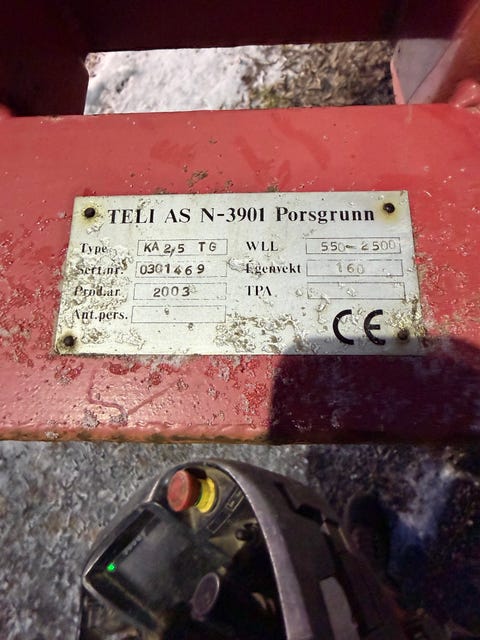 TELI AS N-3901 Porsgrunn
Type KA 2,5 TG WLL 550-2500
Seri.nr. 0301469 Egenvekt 160
Prod.år 2003 TPA
Ant.pers.
CE